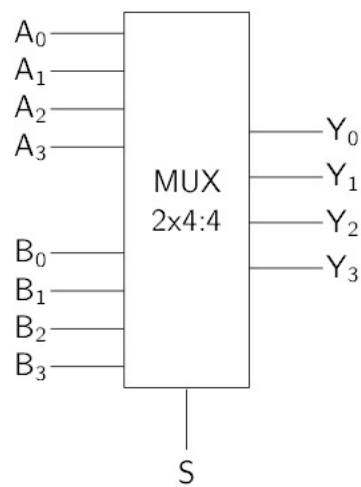 A₀
A₁
A₂
A₃
MUX
2x4:4
B₀
B₁
B₂
B₃
Y₀
Y₁
Y₂
Y₃
S